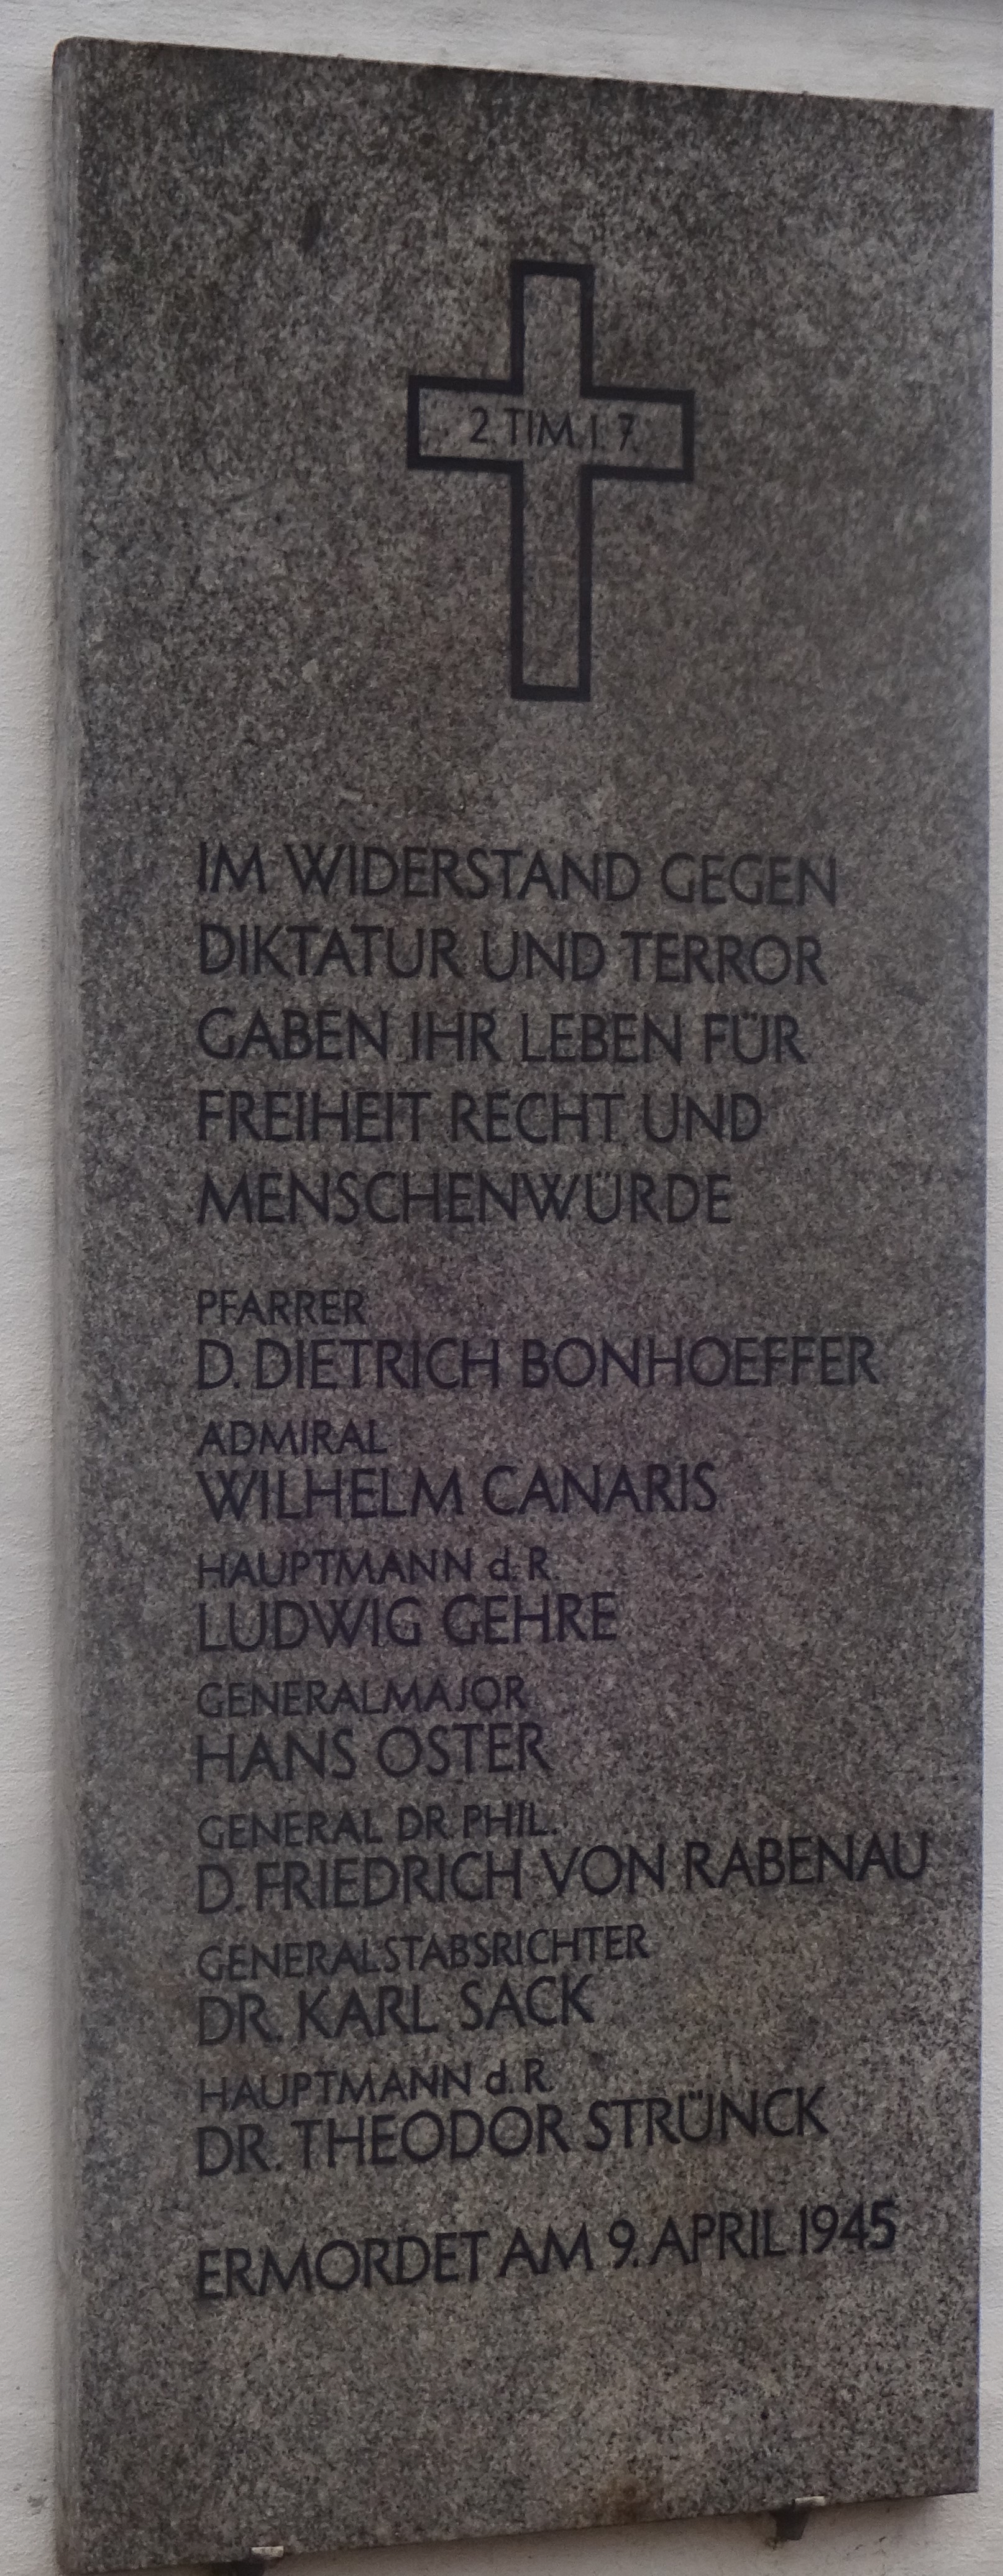 2. TIM. 1. 7.
IM WIDERSTAND GEGEN
DIKTATUR UND TERROR
GABEN IHR LEBEN FÜR
FREIHEIT RECHT UND
MENSCHENWÜRDE
PFARRER
D. DIETRICH BONHOEFFER
ADMIRAL
WILHELM CANARIS
HAUPTMANN d. R.
LUDWIG GEHRE
GENERALMAJOR
HANS OSTER
GENERAL DR. PHIL.
D. FRIEDRICH VON RABENAU
GENERALSTABSRICHTER
DR. KARL SACK
HAUPTMANN d. R.
DR. THEODOR STRÜNCK
ERMORDET AM 9. APRIL 1945